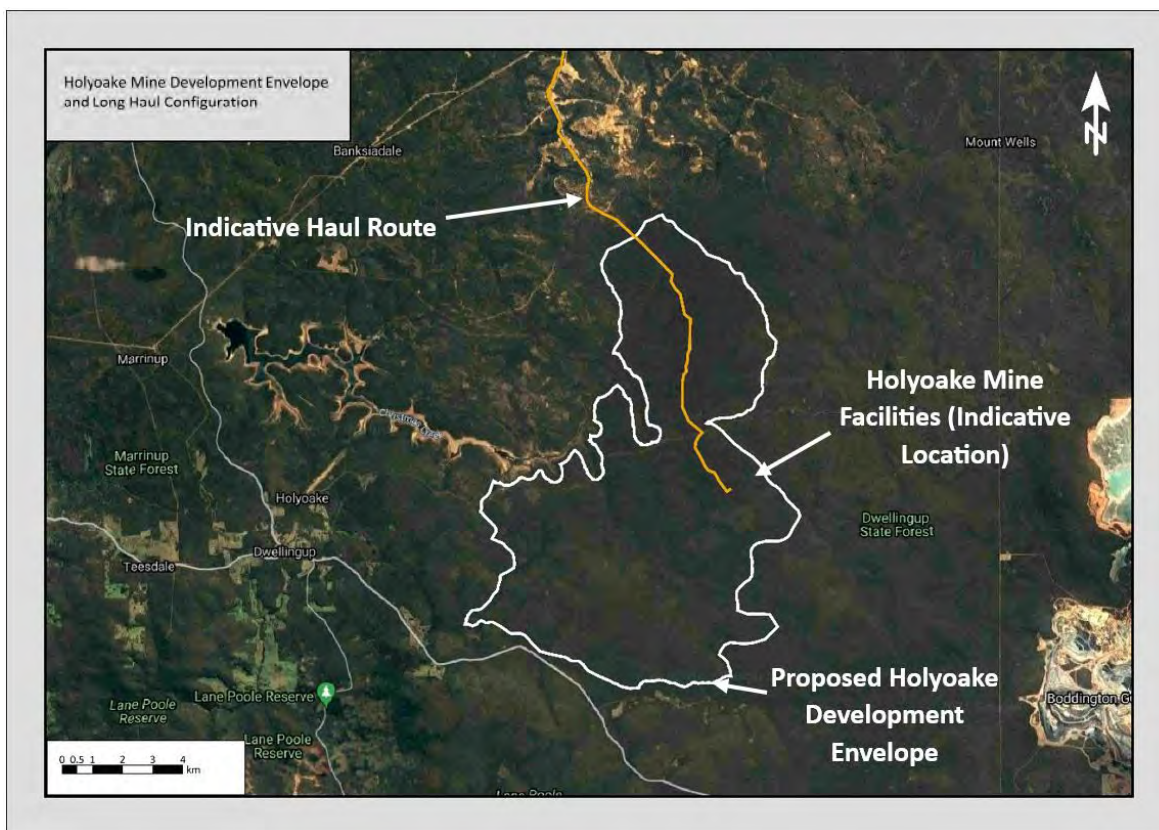 Holyoake Mine Development Envelope
and Long Haul Configuration
N
Mount Wells
Banksiadale
Indicative Haul Route
Marrinup
Holyoake Mine
Facilities (Indicative
Location)
Marrinup
State Forest
Holyoake
Dwellingup
State Forest
Dwellingup
Teesdale
Proposed Holyoake
Development
Envelope
Lane Poole Reserve
Lane Poole
Reserve
Boddington G
Lane Poole
Reserve
0 0.5 1 2 3 4
km
Lane Poole